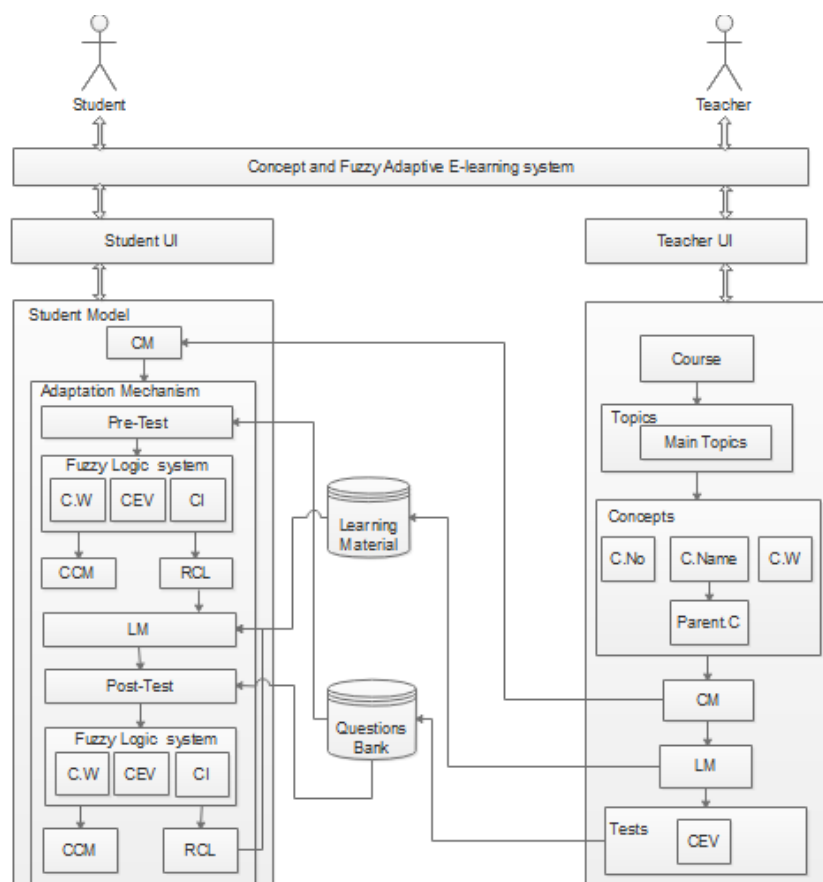 Student
Teacher
Concept and Fuzzy Adaptive E-learning system
Student UI
Teacher UI
Student Model
CM
Adaptation Mechanism
Pre-Test
Fuzzy Logic system
C.W
CEV
CI
CCM
RCL
LM
Post-Test
Fuzzy Logic system
C.W
CEV
CI
CCM
RCL
Learning
Material
Questions
Bank
Course
Topics
Main Topics
Concepts
C.No
C.Name
C.W
Parent.C
CM
LM
Tests
CEV